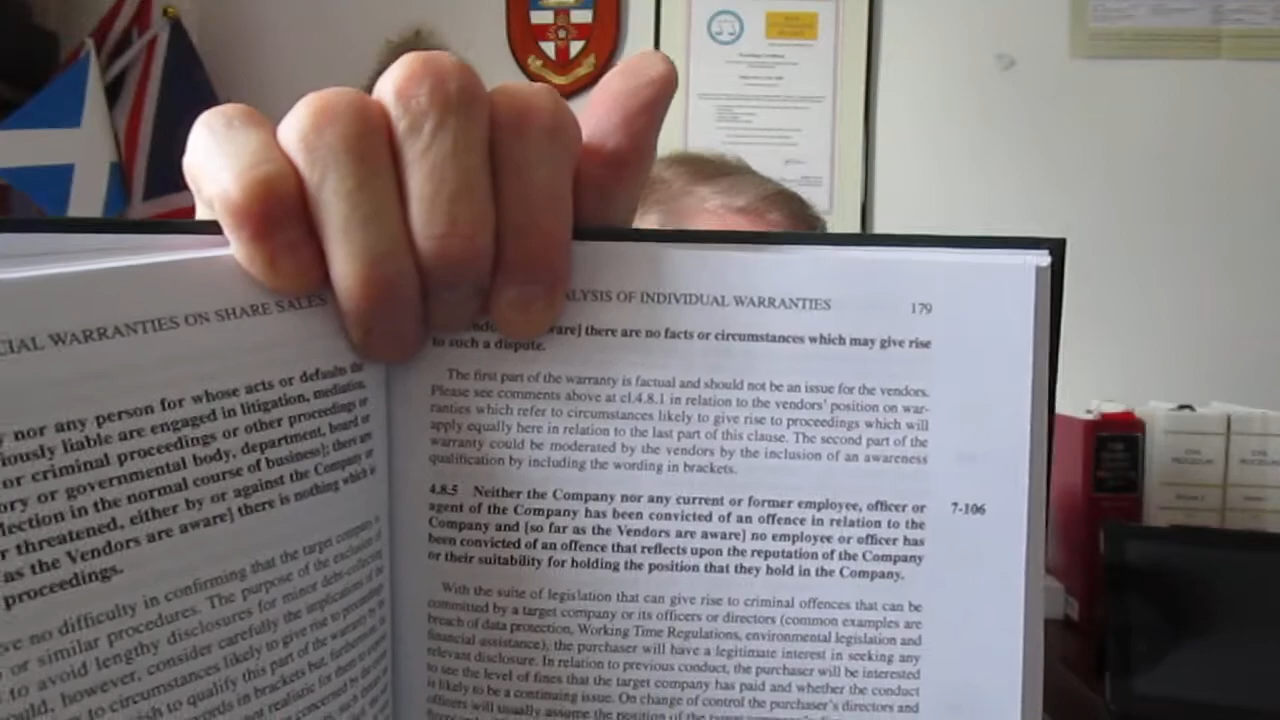 CIAL WARRANTIES ON SHARE SALES
nor any person for whose acts or defaults the
iously liable are engaged in litigation, mediation,
or criminal proceedings or other proceedings or
ory or governmental body, department, board or
lection in the normal course of business]; there are
r threatened, either by or against the Company or
as the Vendors are aware] there is nothing which is
proceedings.
ve no difficulty in confirming that the target company is
or similar procedures. The purpose of the exclusion of
to avoid lengthy disclosures for minor debt-collecting
ould, however, consider carefully the implications of the
to circumstances likely to give rise to proceedings
ish to qualify this part of the warranty by
words in brackets but, furthermore, in
ALYSIS OF INDIVIDUAL WARRANTIES 179
ware] there are no facts or circumstances which may give rise
to such a dispute.
The first part of the warranty is factual and should not be an issue for the vendors.
Please see comments above at cl.4.8.1 in relation to the vendors' position on war-
ranties which refer to circumstances likely to give rise to proceedings which will
apply equally here in relation to the last part of this clause. The second part of the
warranty could be moderated by the vendors by the inclusion of an awareness
qualification by including the wording in brackets.
4.8.5 Neither the Company nor any current or former employee, officer or 7-106
agent of the Company has been convicted of an offence in relation to the
Company and [so far as the Vendors are aware] no employee or officer has
been convicted of an offence that reflects upon the reputation of the Company
or their suitability for holding the position that they hold in the Company.
With the suite of legislation that can give rise to criminal offences that can be
committed by a target company or its officers or directors (common examples are
breach of data protection, Working Time Regulations, environmental legislation and
financial assistance), the purchaser will have a legitimate interest in seeking any
relevant disclosure. In relation to previous conduct, the purchaser will be interested
to see the level of fines that the target company has paid and whether the conduct
is likely to be a continuing issue. On change of control the purchaser's directors and
officers will usually assume the position of the